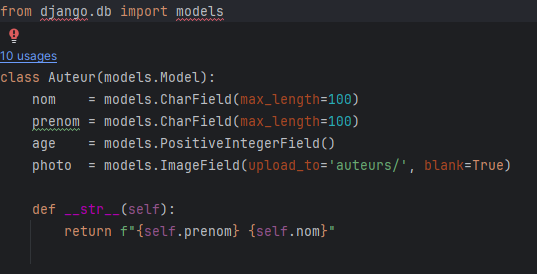 from django.db import models
10 usages
class Auteur(models.Model):
    nom    = models.CharField(max_length=100)
    prenom = models.CharField(max_length=100)
    age    = models.PositiveIntegerField()
    photo  = models.ImageField(upload_to='auteurs/', blank=True)

    def __str__(self):
        return f"{self.prenom} {self.nom}"